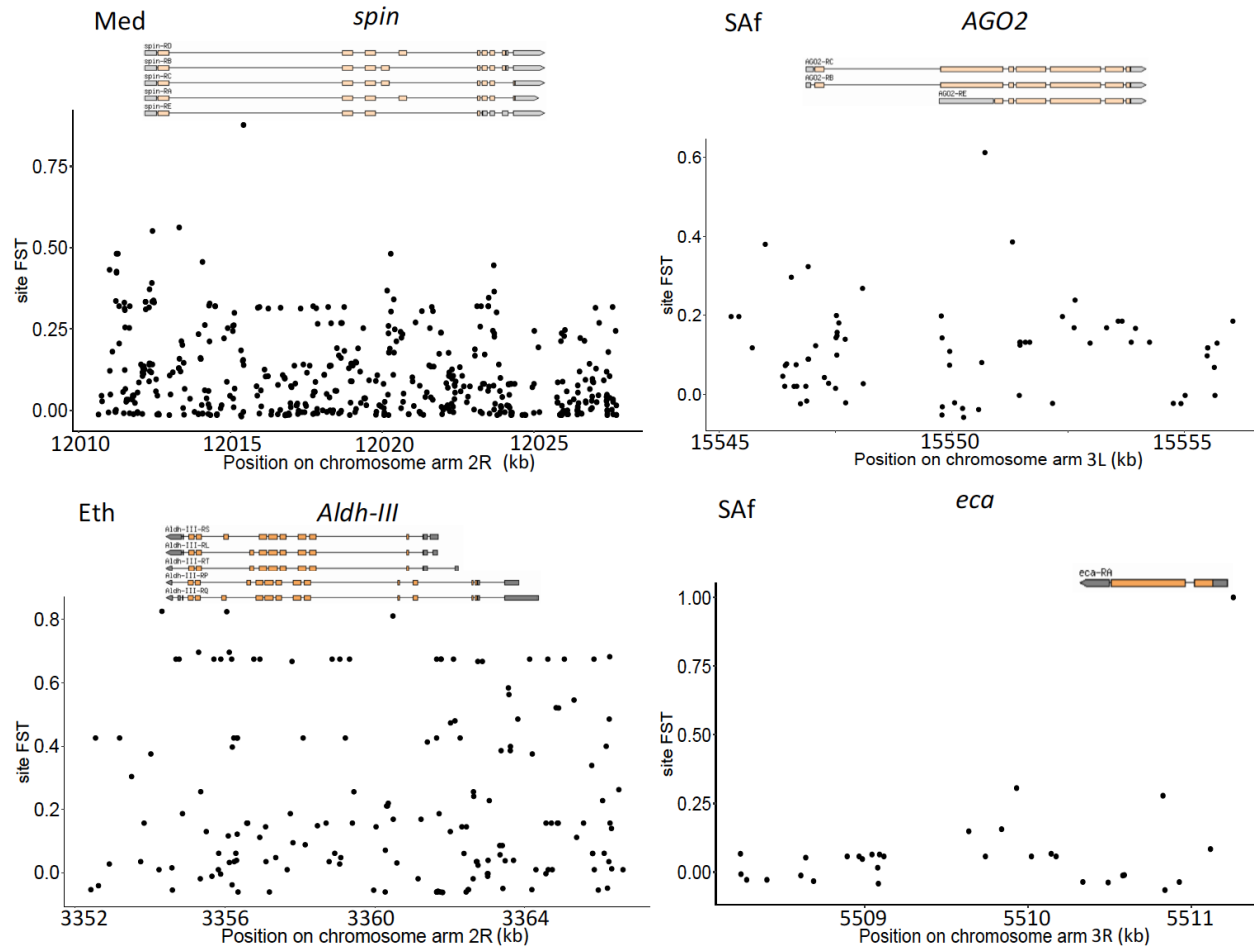 Med
spin
spin-RD
spin-RB
spin-RC
spin-RA
spin-RE
0.75
0.50
0.25
0.00
site FST
12010
12015
12020
12025
Position on chromosome arm 2R (kb)
SAf
AGO2
AGO2-RC
AGO2-RB
AGO2-RE
0.6
0.4
0.2
0.0
site FST
15545
15550
15555
Position on chromosome arm 3L (kb)
Eth
Aldh-III
Aldh-III-RS
Aldh-III-RL
Aldh-III-RT
Aldh-III-RP
Aldh-III-RQ
0.8
0.6
0.4
0.2
0.0
site FST
3352
3356
3360
3364
Position on chromosome arm 2R (kb)
SAf
eca
eca-RA
1.00
0.75
0.50
0.25
0.00
site FST
5509
5510
5511
Position on chromosome arm 3R (kb)